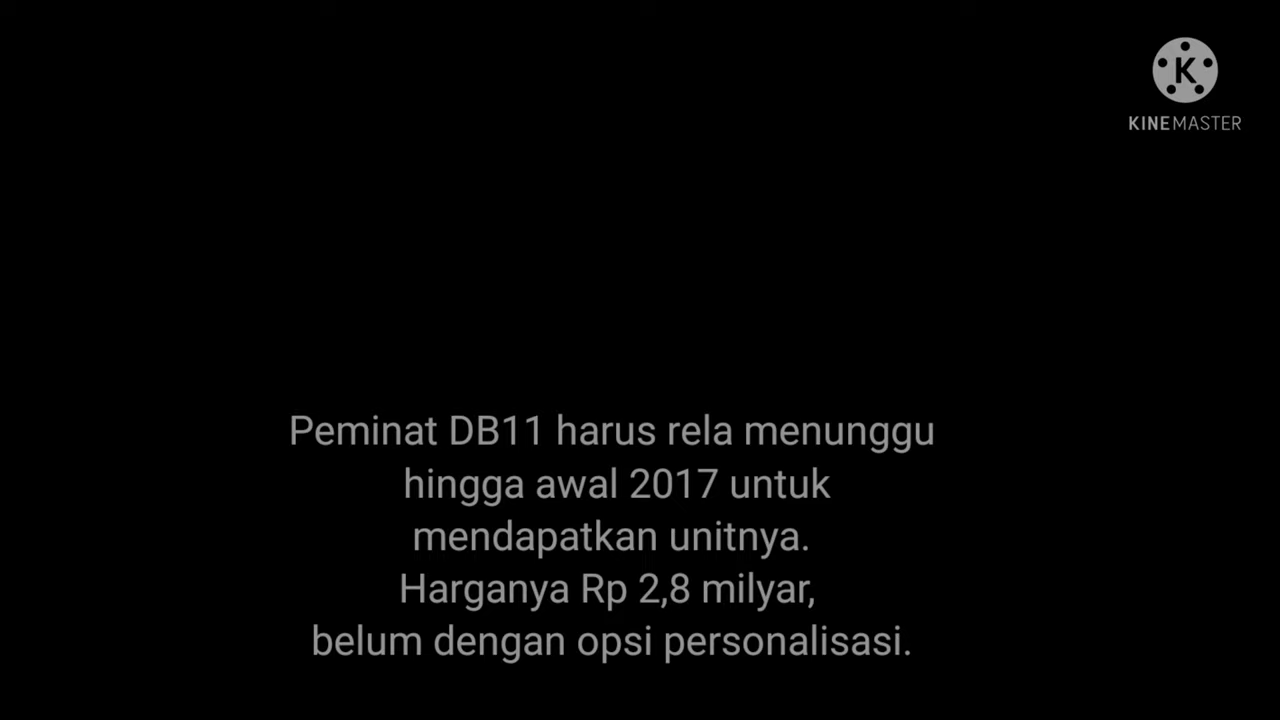 K
KINEMASTER
Peminat DB11 harus rela menunggu
hingga awal 2017 untuk
mendapatkan unitnya.
Harganya Rp 2,8 milyar,
belum dengan opsi personalisasi.